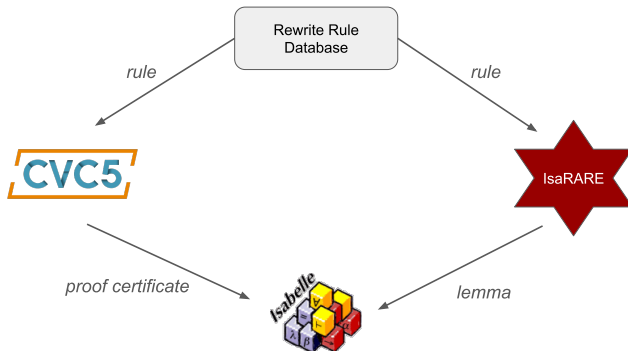 Rewrite Rule
Database
rule
rule
CVC5
IsaRARE
proof certificate
lemma
Isabelle
∀
=
λ
β
α